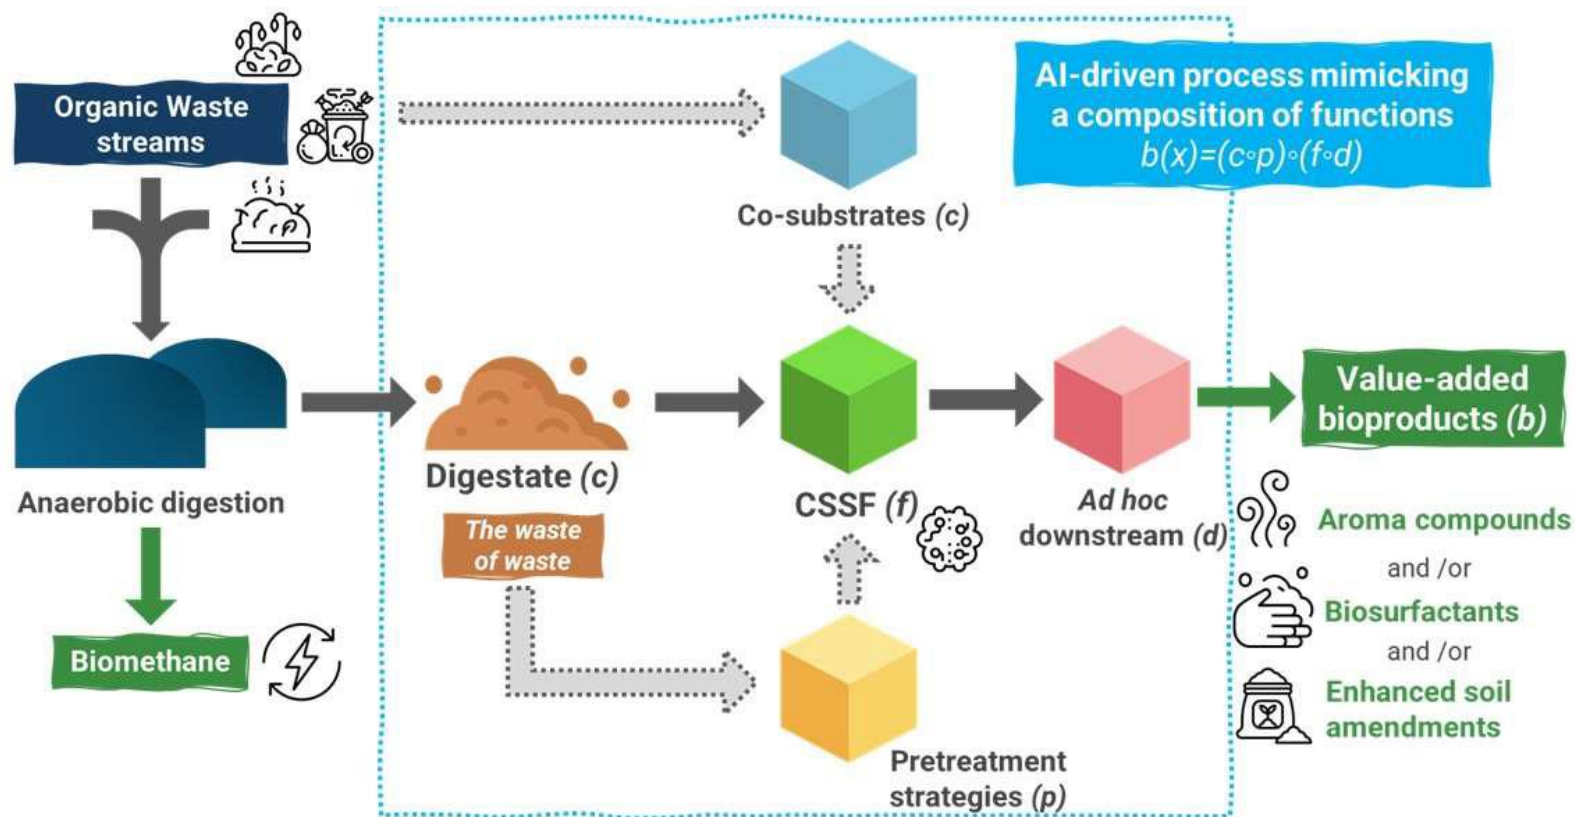 Organic Waste
streams
AI-driven process mimicking
a composition of functions
b(x)=(c∘p)∘(f∘d)
Co-substrates (c)
Anaerobic digestion
Digestate (c)
The waste
of waste
CSSF (f)
Ad hoc
downstream (d)
Value-added
bioproducts (b)
Aroma compounds
and /or
Biosurfactants
and /or
Enhanced soil
amendments
Biomethane
Pretreatment
strategies (p)